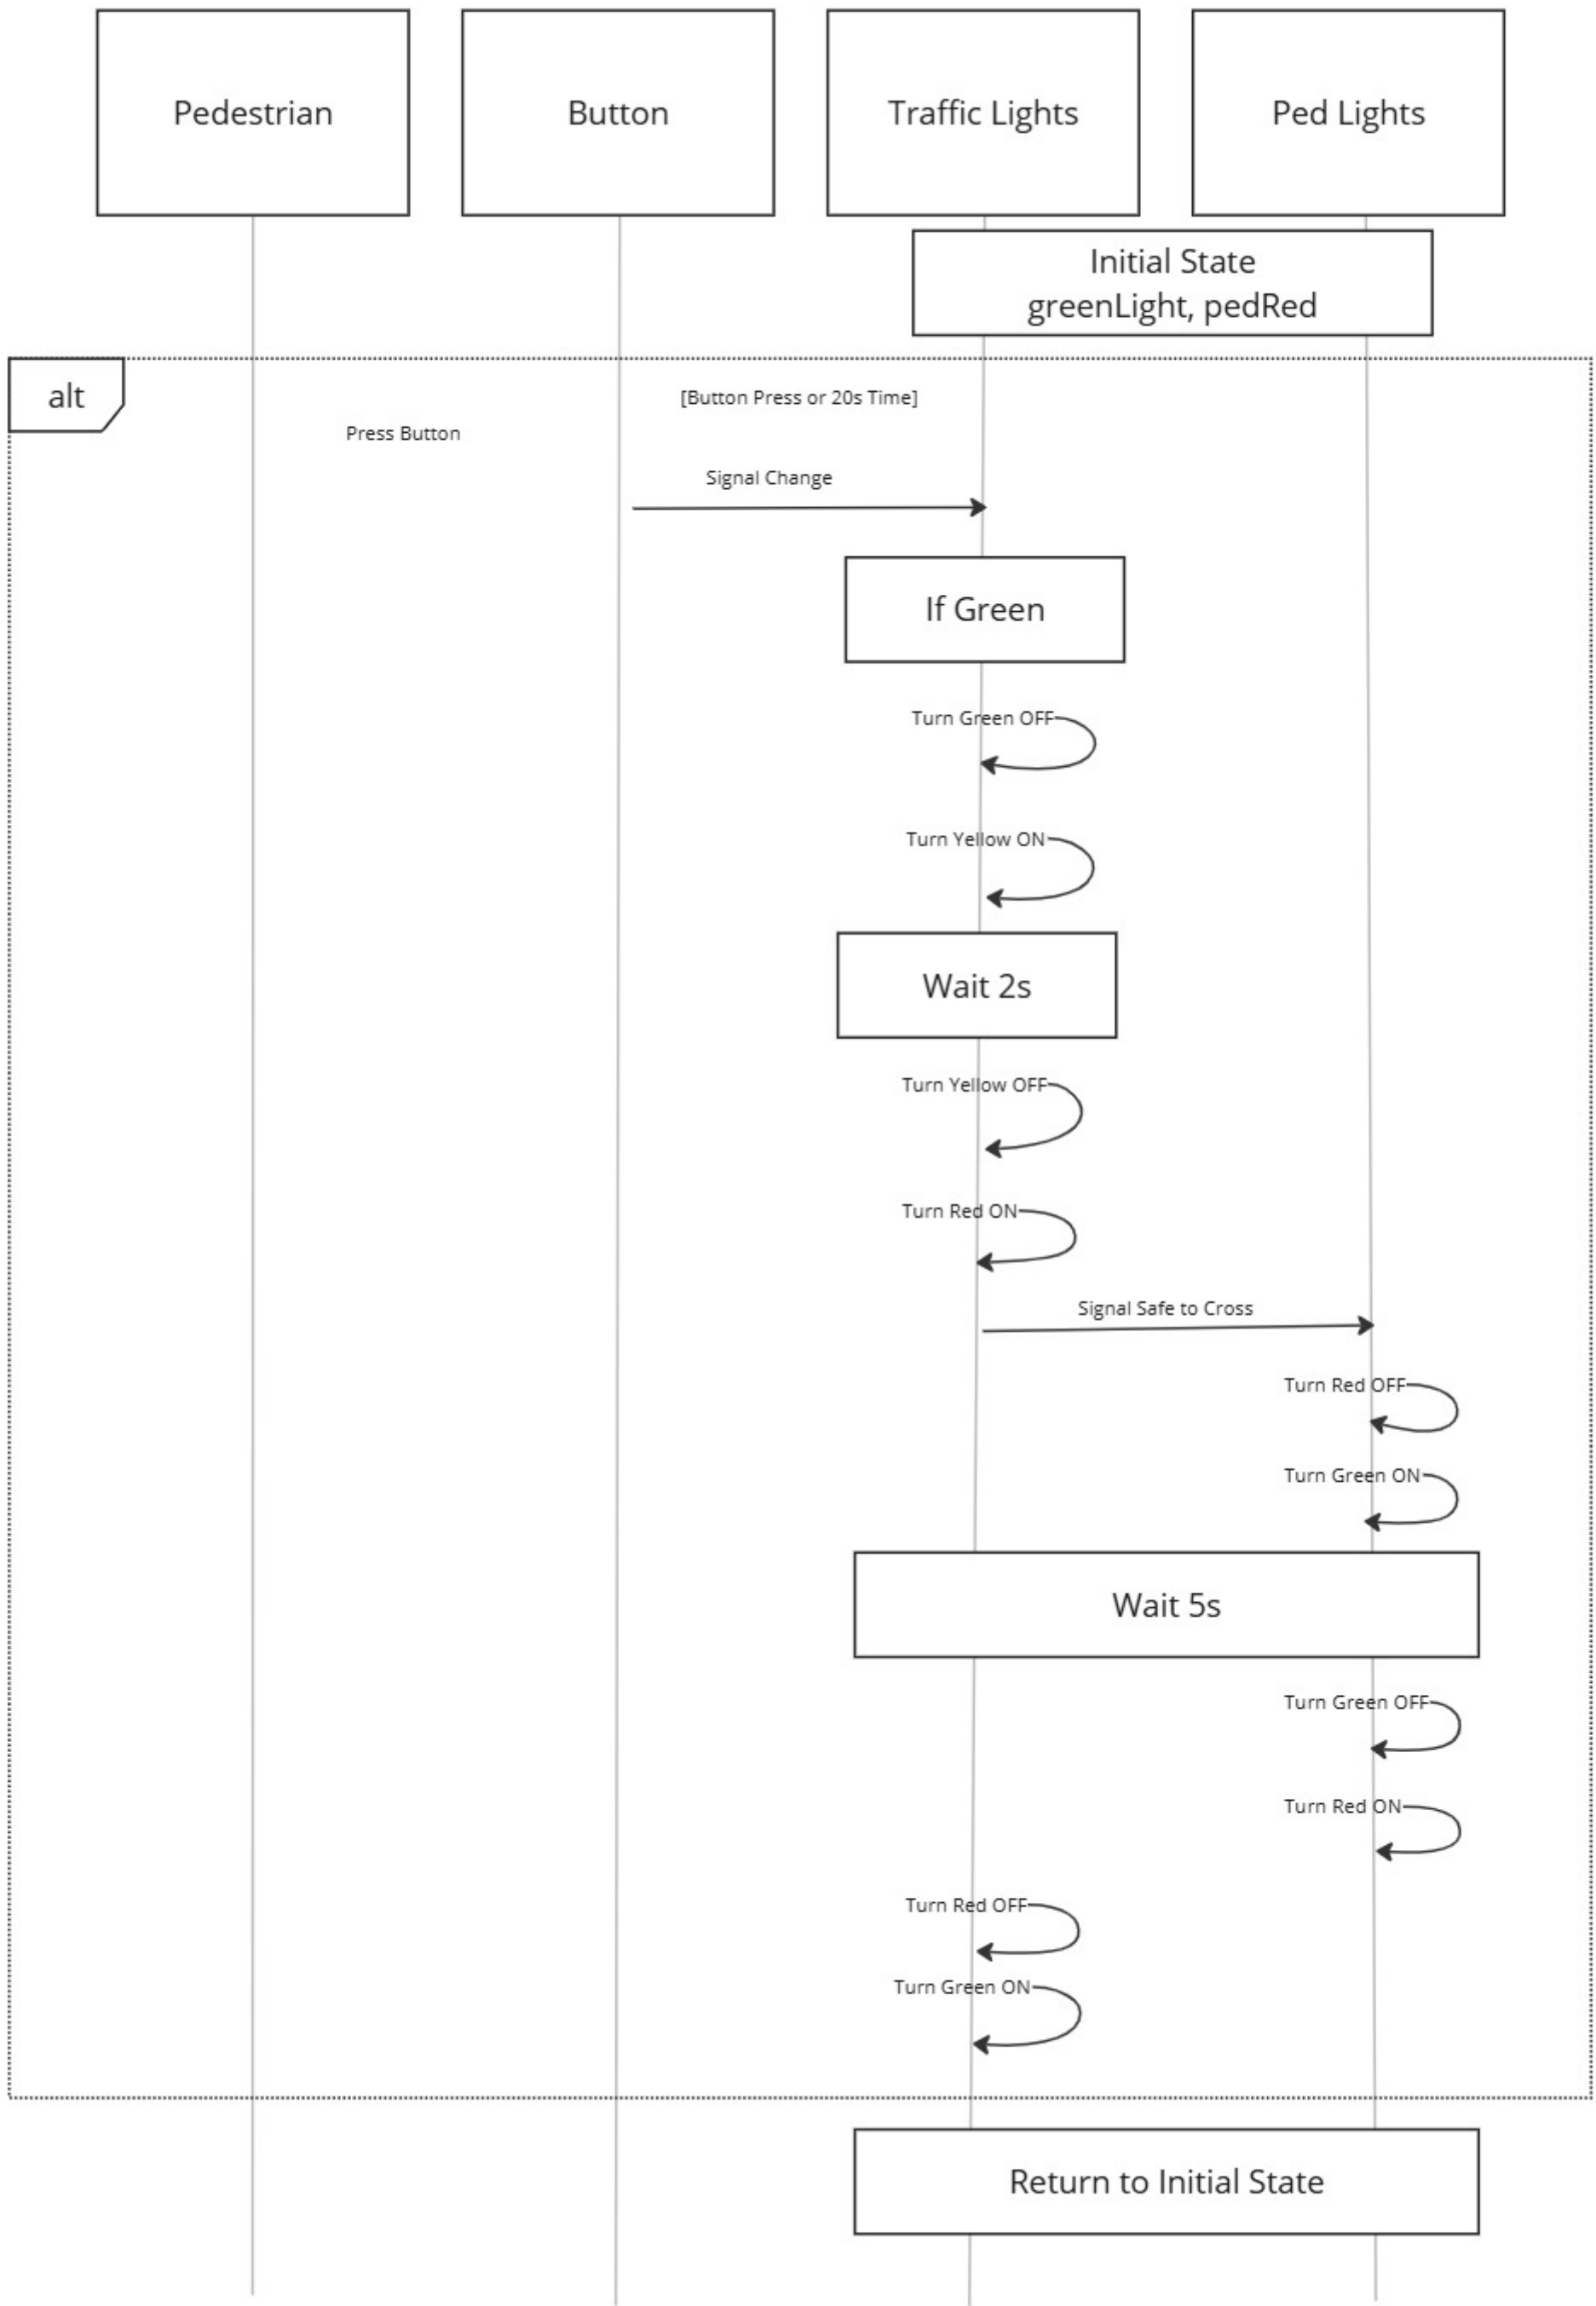 Pedestrian
Button
Traffic Lights
Ped Lights
Initial State
greenLight, pedRed
alt
[Button Press or 20s Time]
Press Button
Signal Change
If Green
Turn Green OFF
Turn Yellow ON
Wait 2s
Turn Yellow OFF
Turn Red ON
Signal Safe to Cross
Turn Red OFF
Turn Green ON
Wait 5s
Turn Green OFF
Turn Red ON
Turn Red OFF
Turn Green ON
Return to Initial State